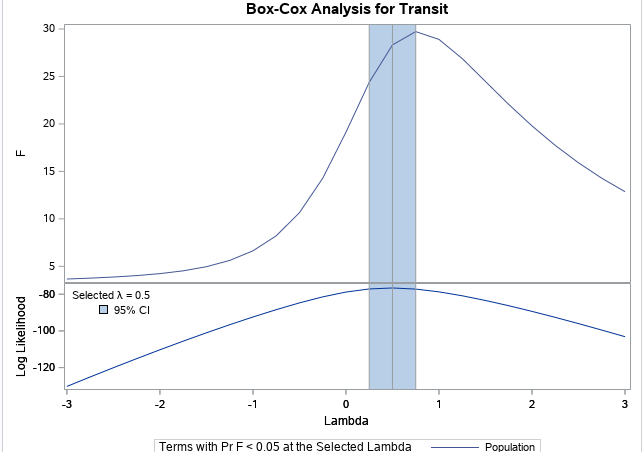 Box-Cox Analysis for Transit
30
25
20
15
10
5
F
Selected λ = 0.5
95% CI
-80
-100
-120
Log Likelihood
-3 -2 -1 0 1 2 3
Lambda
Terms with Pr F < 0.05 at the Selected Lambda Population